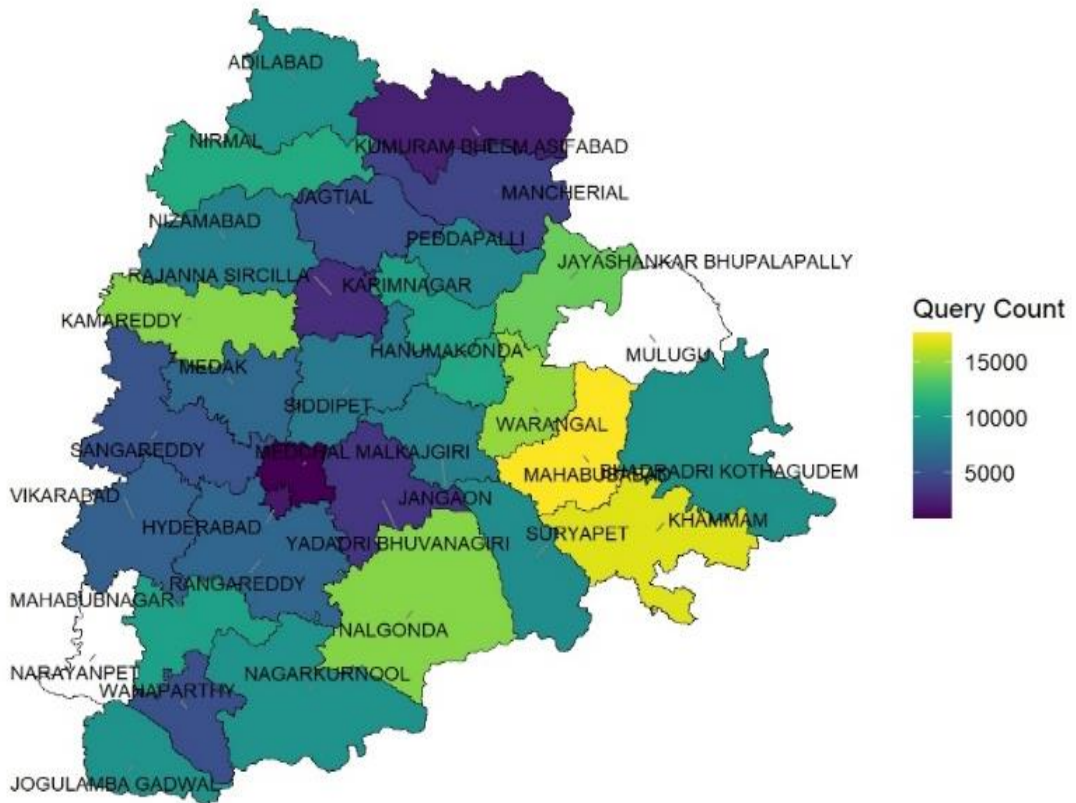 ADILABAD
NIRMAL
KUMURAM BHEEM ASIFABAD
JAGTIAL
MANCHERIAL
NIZAMABAD
PEDDAPALLI
RAJANNA SIRCILLA
KARIMNAGAR
JAYASHANKAR BHUPALAPALLY
KAMAREDDY
HANUMAKONDA
MULUGU
MEDAK
SIDDIPET
WARANGAL
SANGAREDDY
MEDCHAL MALKAJGIRI
MAHABUBABAD
BHADRADRI KOTHAGUDEM
VIKARABAD
JANGAON
HYDERABAD
SURYAPET
KHAMMAM
YADADRI BHUVANAGIRI
RANGAREDDY
MAHABUBNAGAR
NALGONDA
NARAYANPET
NAGARKURNOOL
WANAPARTHY
JOGULAMBA GADWAL
Query Count
15000
10000
5000